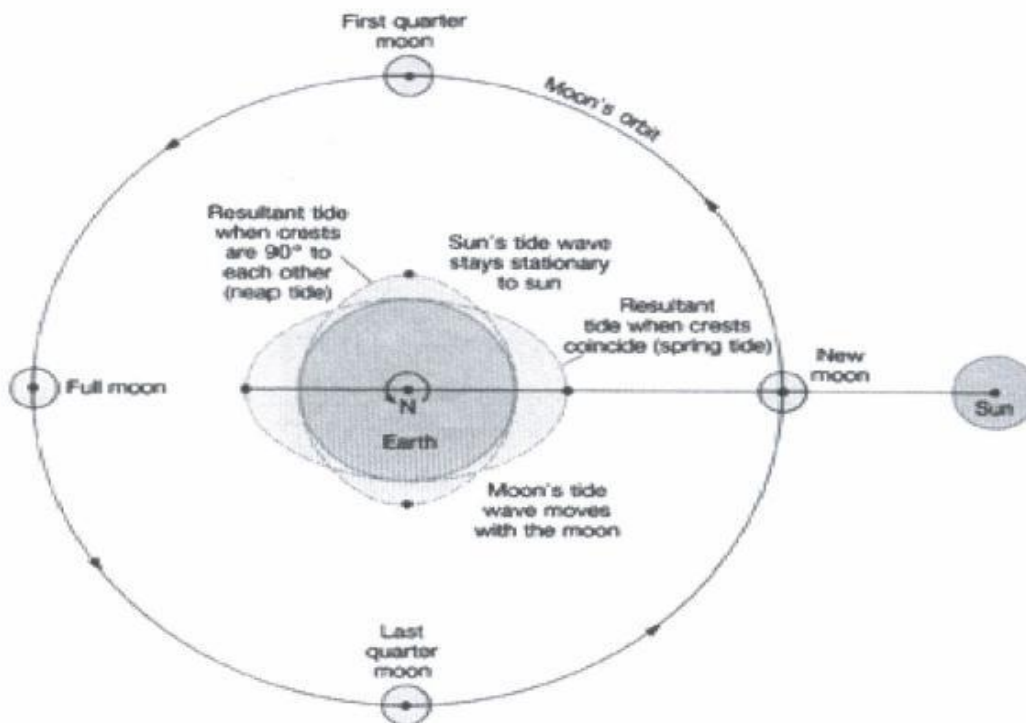 First quarter
moon
Moon's orbit
Resultant tide
when crests
are 90° to
each other
(neap tide)
Sun's tide wave
stays stationary
to sun
Resultant
tide when crests
coincide (spring tide)
New
moon
Full moon
N
Earth
Sun
Moon's tide
wave moves
with the moon
Last
quarter
moon